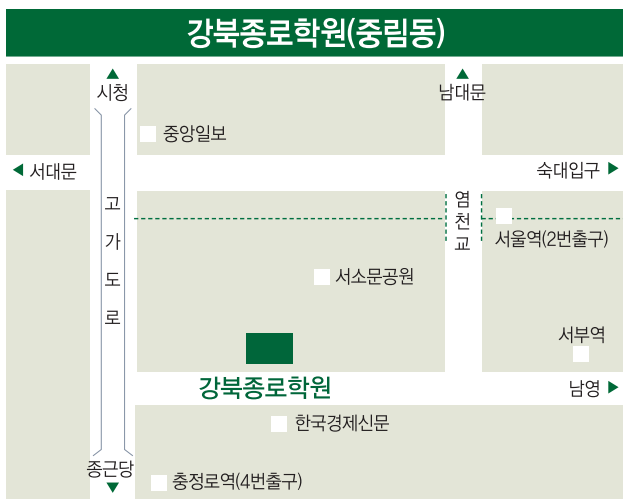 강북종로학원(중림동)
시청
남대문
중앙일보
서대문
숙대입구
고가도로
염천교
서울역(2번출구)
서소문공원
서부역
강북종로학원
남영
한국경제신문
종근당
충정로역(4번출구)